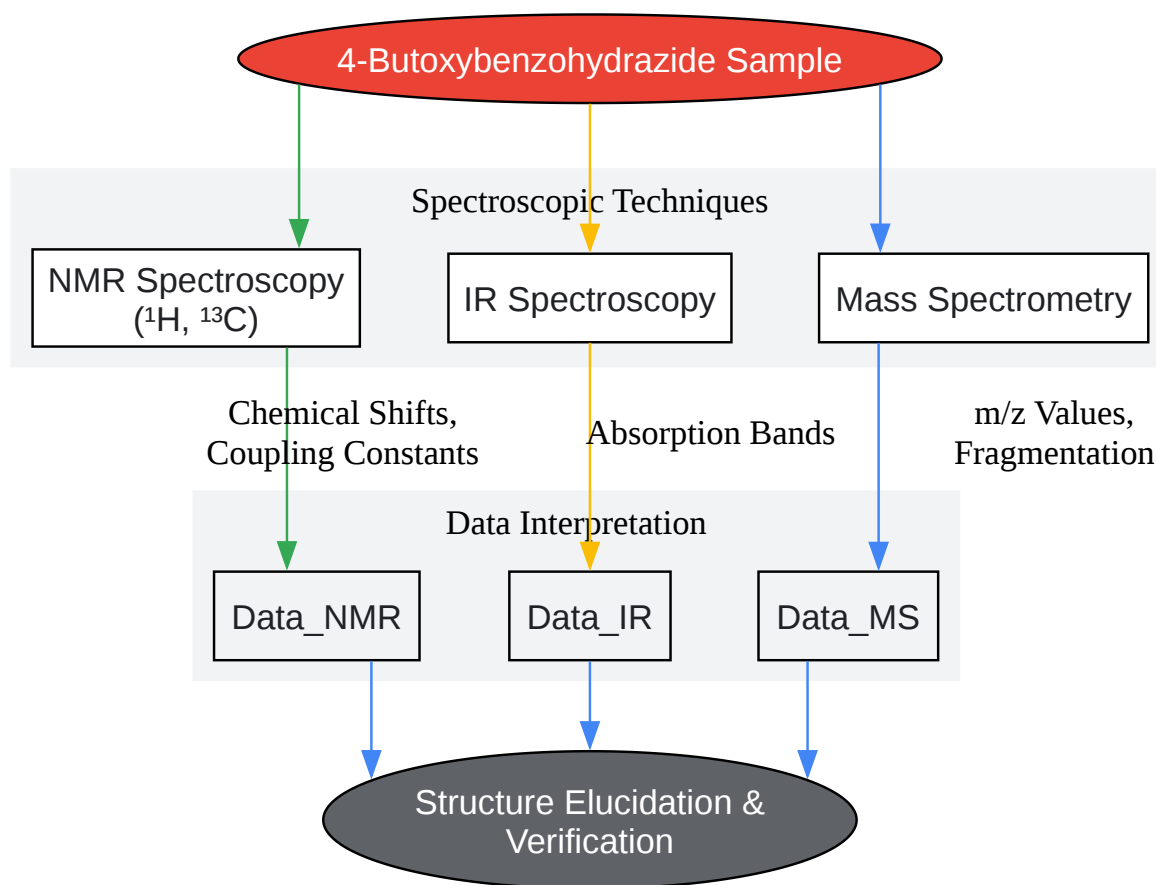 4-Butoxybenzohydrazide Sample
Spectroscopic Techniques
NMR Spectroscopy
(¹H, ¹³C)
IR Spectroscopy
Mass Spectrometry
Chemical Shifts,
Coupling Constants
Absorption Bands
m/z Values,
Fragmentation
Data Interpretation
Data_NMR
Data_IR
Data_MS
Structure Elucidation &
Verification